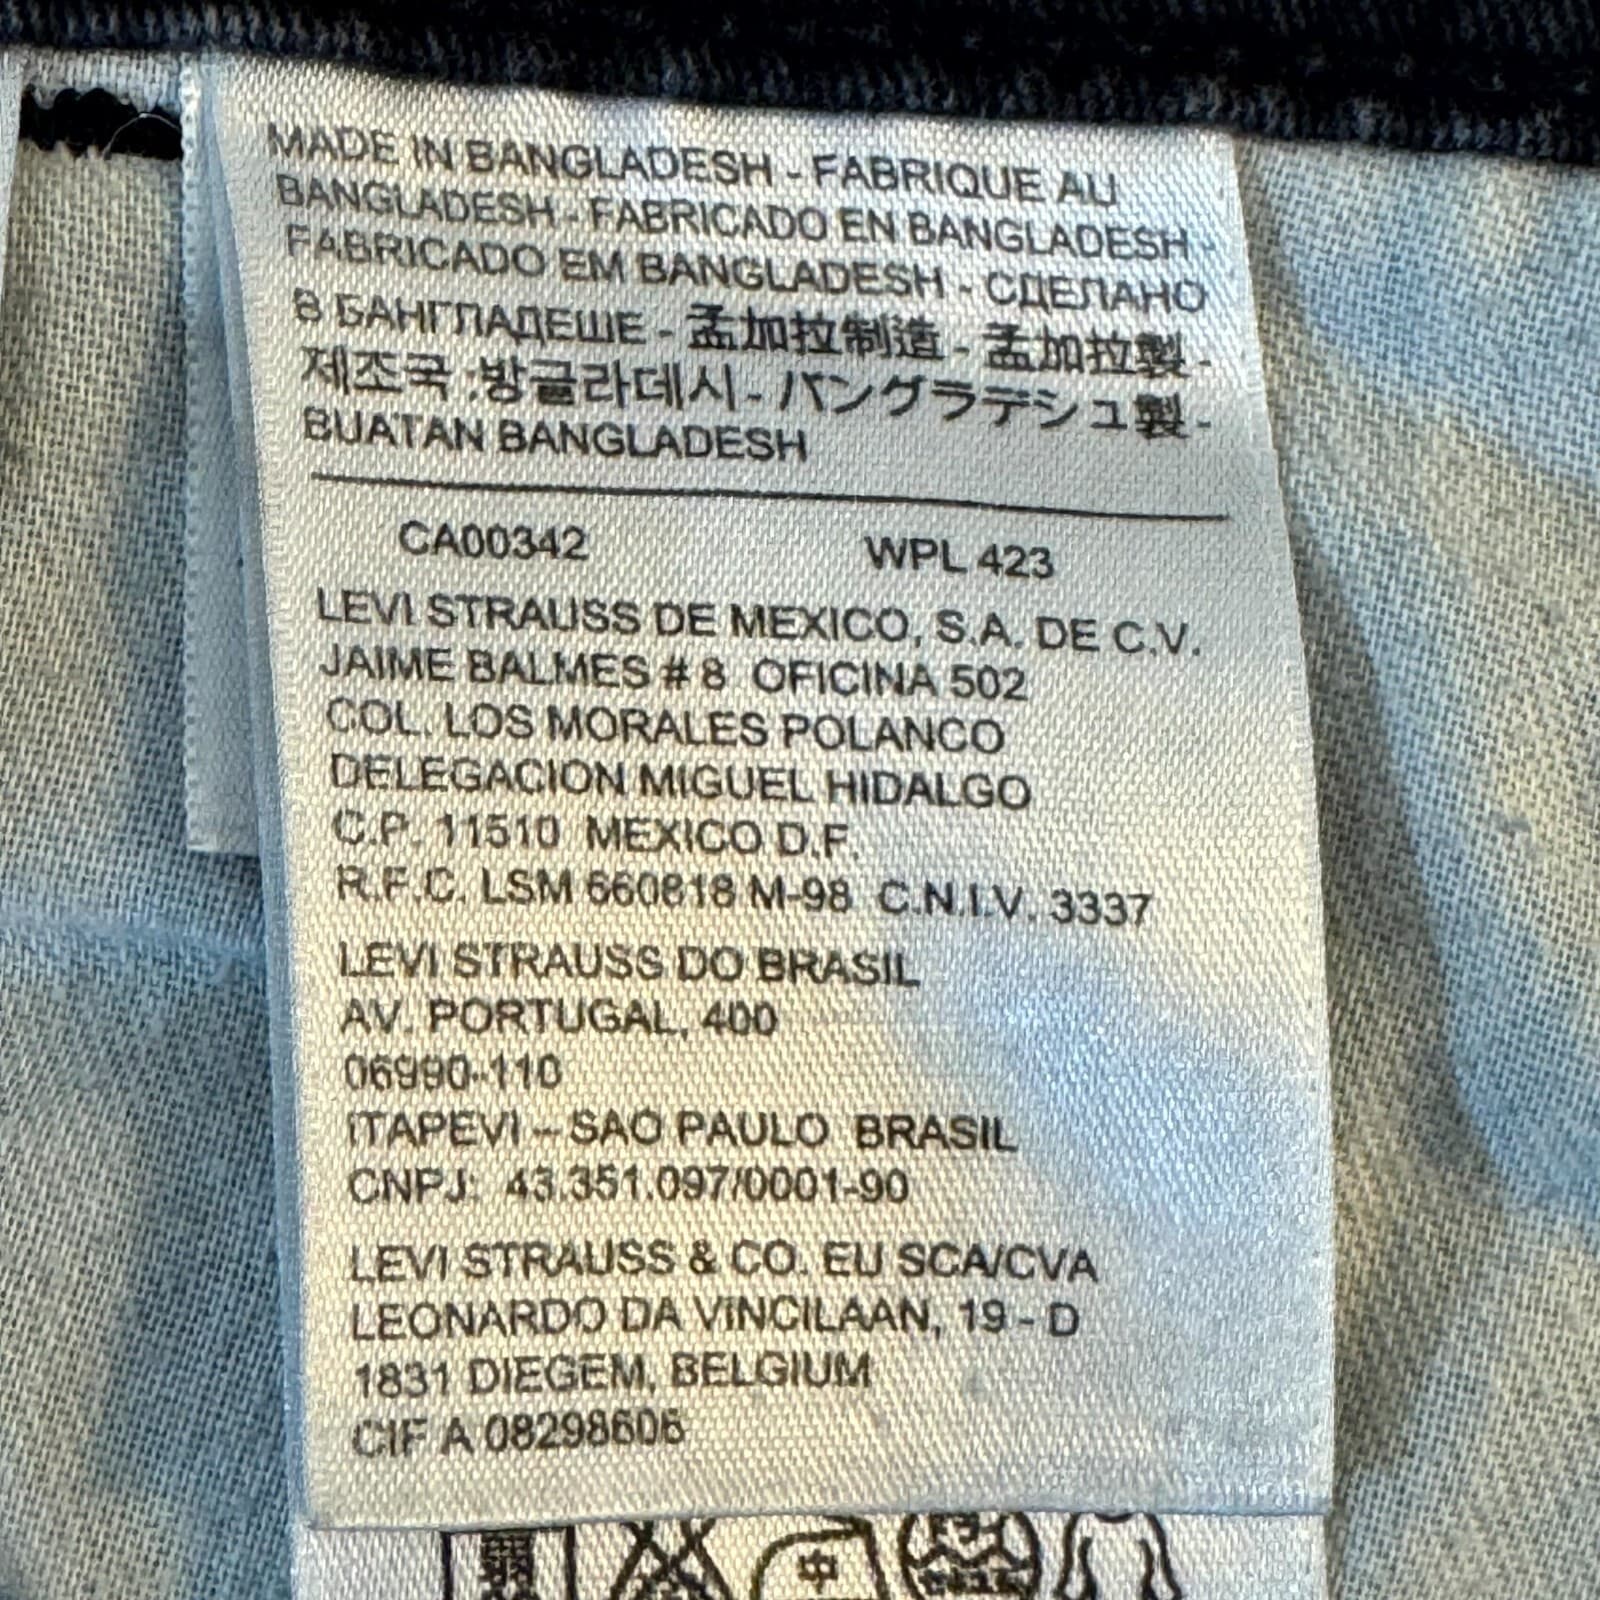 MADE IN BANGLADESH - FABRIQUE AU
BANGLADESH - FABRICADO EN BANGLADESH -
FABRICADO EM BANGLADESH - СДЕЛАНО
В БАНГЛАДЕШЕ - 孟加拉制造 - 孟加拉製 -
제조국 :방글라데시 - バングラデシュ製 -
BUATAN BANGLADESH
CA00342 WPL 423
LEVI STRAUSS DE MEXICO, S.A. DE C.V.
JAIME BALMES # 8 OFICINA 502
COL. LOS MORALES POLANCO
DELEGACION MIGUEL HIDALGO
C.P. 11510 MEXICO D.F.
R.F.C. LSM 660818 M-98 C.N.I.V. 3337
LEVI STRAUSS DO BRASIL
AV. PORTUGAL, 400
06990-110
ITAPEVI – SAO PAULO BRASIL
CNPJ: 43.351.097/0001-90
LEVI STRAUSS & CO. EU SCA/CVA
LEONARDO DA VINCILAAN, 19 - D
1831 DIEGEM, BELGIUM
CIF A 08298606
中